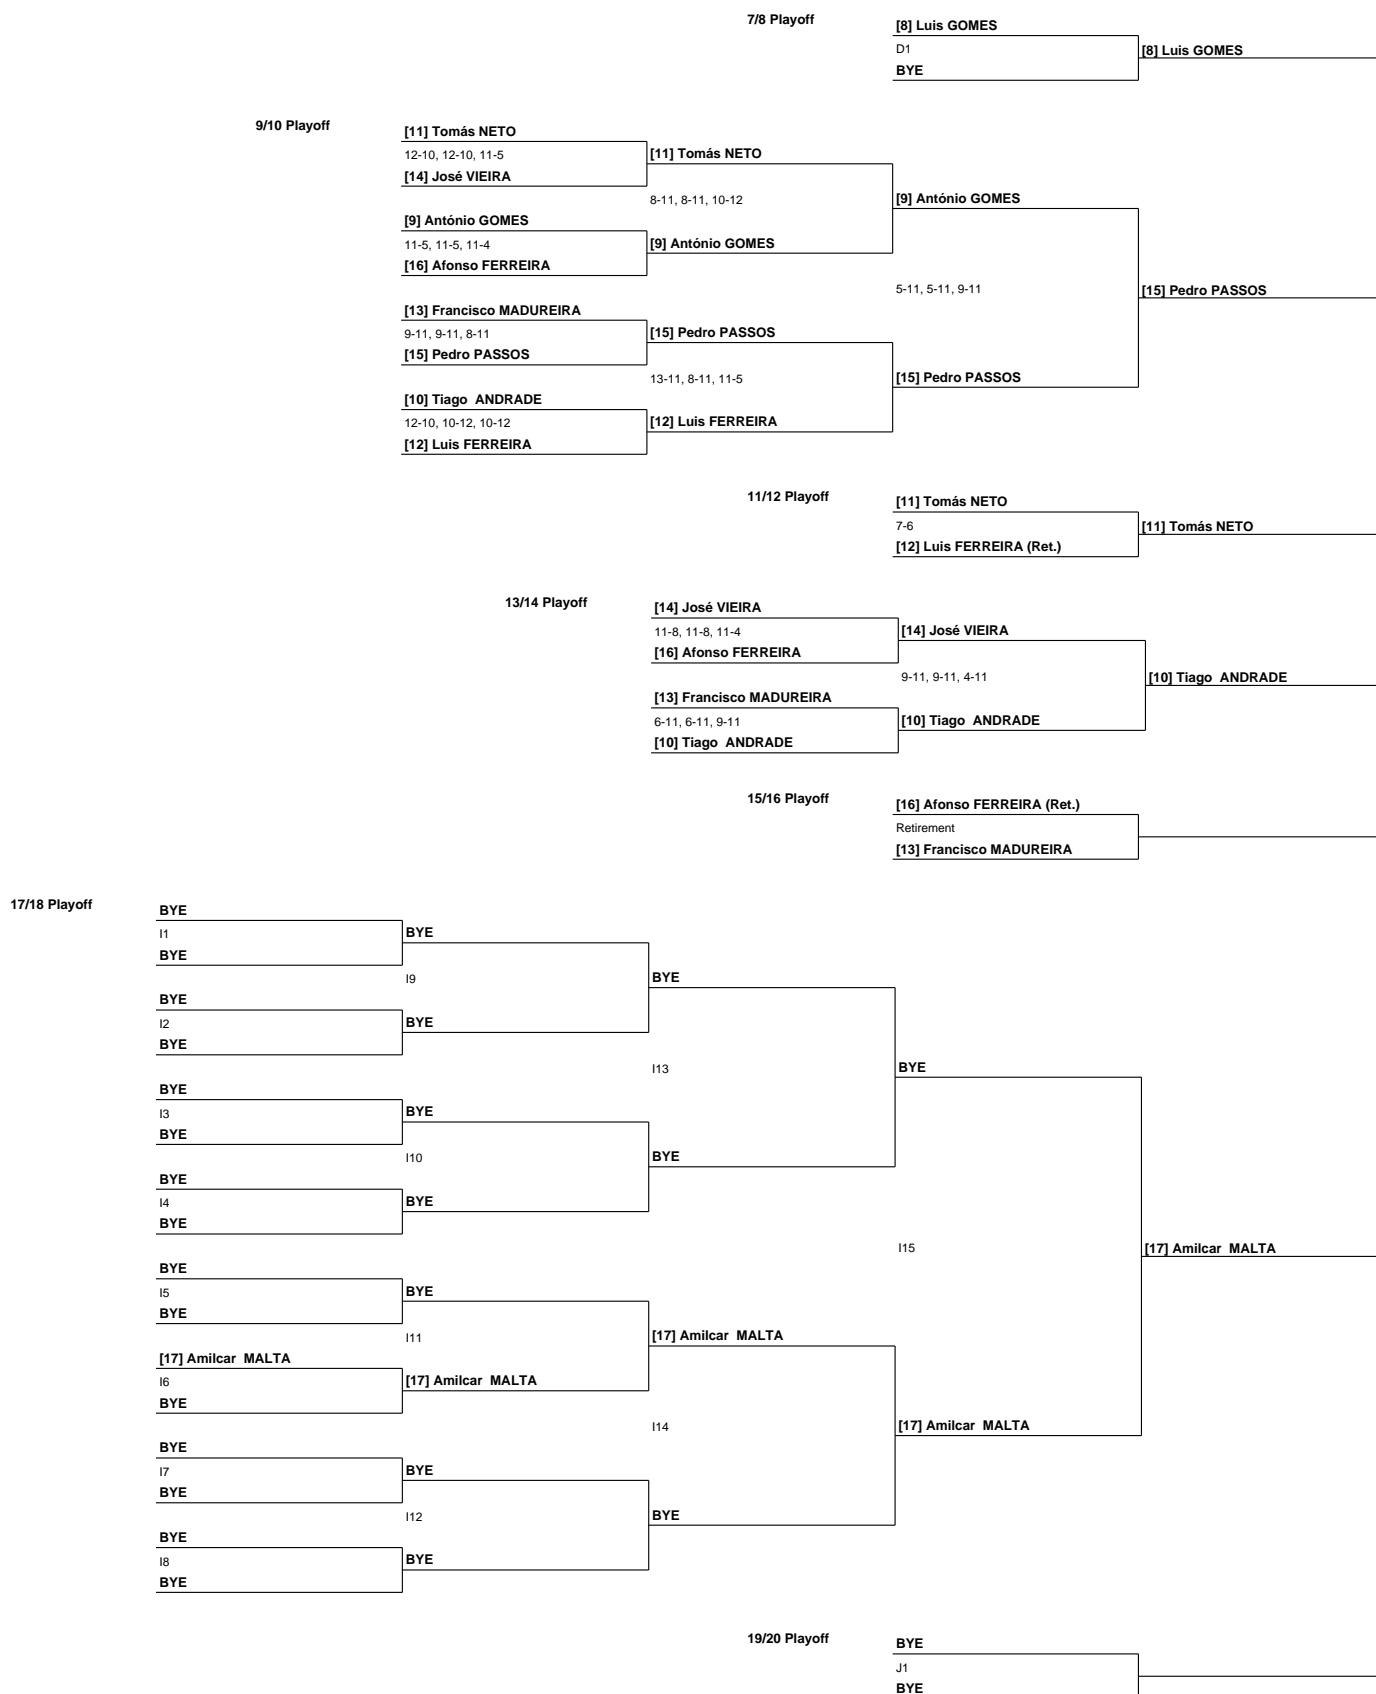 7/8 Playoff
[8] Luis GOMES
D1
[8] Luis GOMES
BYE
9/10 Playoff
[11] Tomás NETO
12-10, 12-10, 11-5
[11] Tomás NETO
[14] José VIEIRA
8-11, 8-11, 10-12
[9] António GOMES
[9] António GOMES
11-5, 11-5, 11-4
[9] António GOMES
[16] Afonso FERREIRA
5-11, 5-11, 9-11
[15] Pedro PASSOS
[13] Francisco MADUREIRA
9-11, 9-11, 8-11
[15] Pedro PASSOS
[15] Pedro PASSOS
13-11, 8-11, 11-5
[15] Pedro PASSOS
[10] Tiago  ANDRADE
12-10, 10-12, 10-12
[12] Luis FERREIRA
[12] Luis FERREIRA
11/12 Playoff
[11] Tomás NETO
7-6
[11] Tomás NETO
[12] Luis FERREIRA (Ret.)
13/14 Playoff
[14] José VIEIRA
11-8, 11-8, 11-4
[14] José VIEIRA
[16] Afonso FERREIRA
9-11, 9-11, 4-11
[10] Tiago  ANDRADE
[13] Francisco MADUREIRA
6-11, 6-11, 9-11
[10] Tiago  ANDRADE
[10] Tiago  ANDRADE
15/16 Playoff
[16] Afonso FERREIRA (Ret.)
Retirement
[13] Francisco MADUREIRA
17/18 Playoff
BYE
I1
BYE
BYE
I9
BYE
BYE
I2
BYE
BYE
I13
BYE
BYE
I3
BYE
BYE
I10
BYE
BYE
I4
BYE
BYE
I15
[17] Amilcar  MALTA
BYE
I5
BYE
BYE
I11
[17] Amilcar  MALTA
[17] Amilcar  MALTA
I6
[17] Amilcar  MALTA
BYE
I14
[17] Amilcar  MALTA
BYE
I7
BYE
BYE
I12
BYE
BYE
I8
BYE
BYE
19/20 Playoff
BYE
J1
BYE